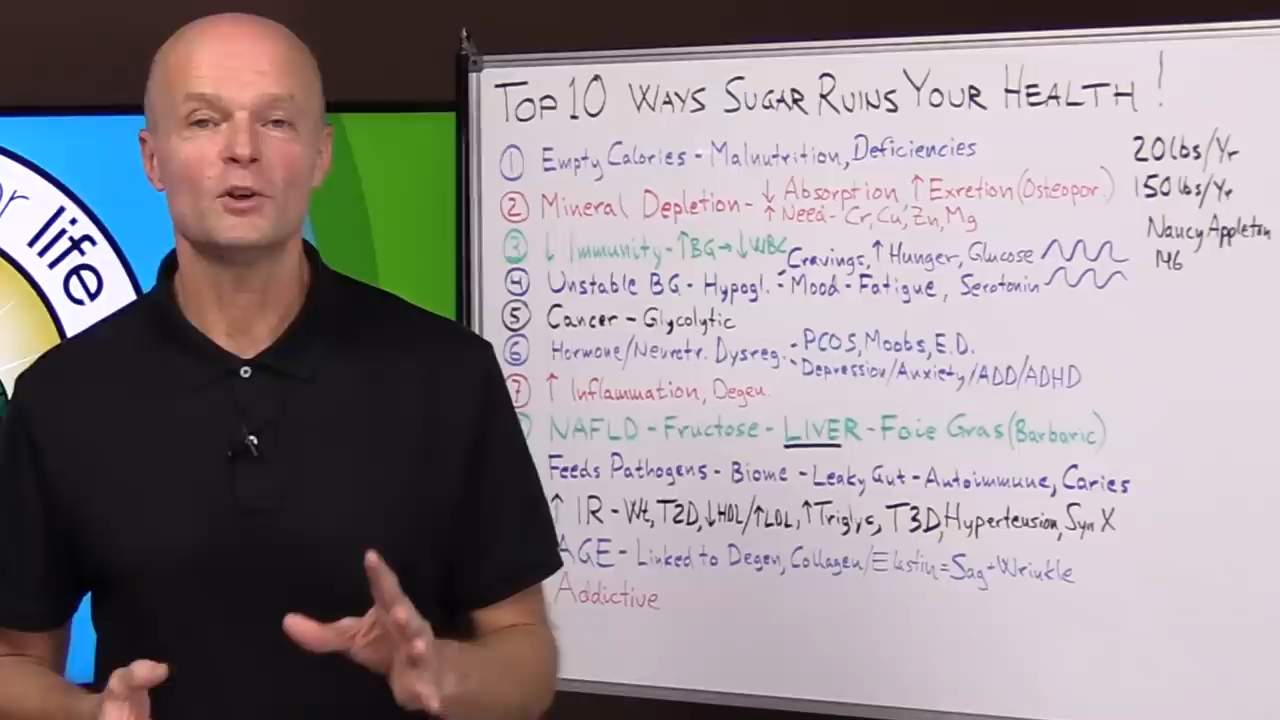 TOP 10 WAYS SUGAR RUINS YOUR HEALTH!
① Empty Calories - Malnutrition, Deficiencies
② Mineral Depletion - ↓ Absorption, ↑ Exretion (Osteopor.)
↑ Need - Cr, Cu, Zn, Mg
③ ↓ Immunity - ↑BG → ↓WBC
Cravings, ↑ Hunger, Glucose
④ Unstable BG - Hypogl. - Mood - Fatigue, Serotonin
⑤ Cancer - Glycolytic
⑥ Hormone/Neurotr. Dysreg. - PCOS, Moobs, E.D.
- Depression/Anxiety/ADD/ADHD
⑦ ↑ Inflammation, Degen.
NAFLD - Fructose - LIVER - Foie Gras (Barbaric)
Feeds Pathogens - Biome - Leaky Gut - Autoimmune, Caries
↑ IR - Wt, T2D, ↓HDL/↑LDL, ↑Triglyc, T3D, Hypertension, Syn X
AGE - Linked to Degen, Collagen/Elastin = Sag + Wrinkle
Addictive
20 lbs/Yr
150 lbs/Yr
Nancy Appleton
146
or life